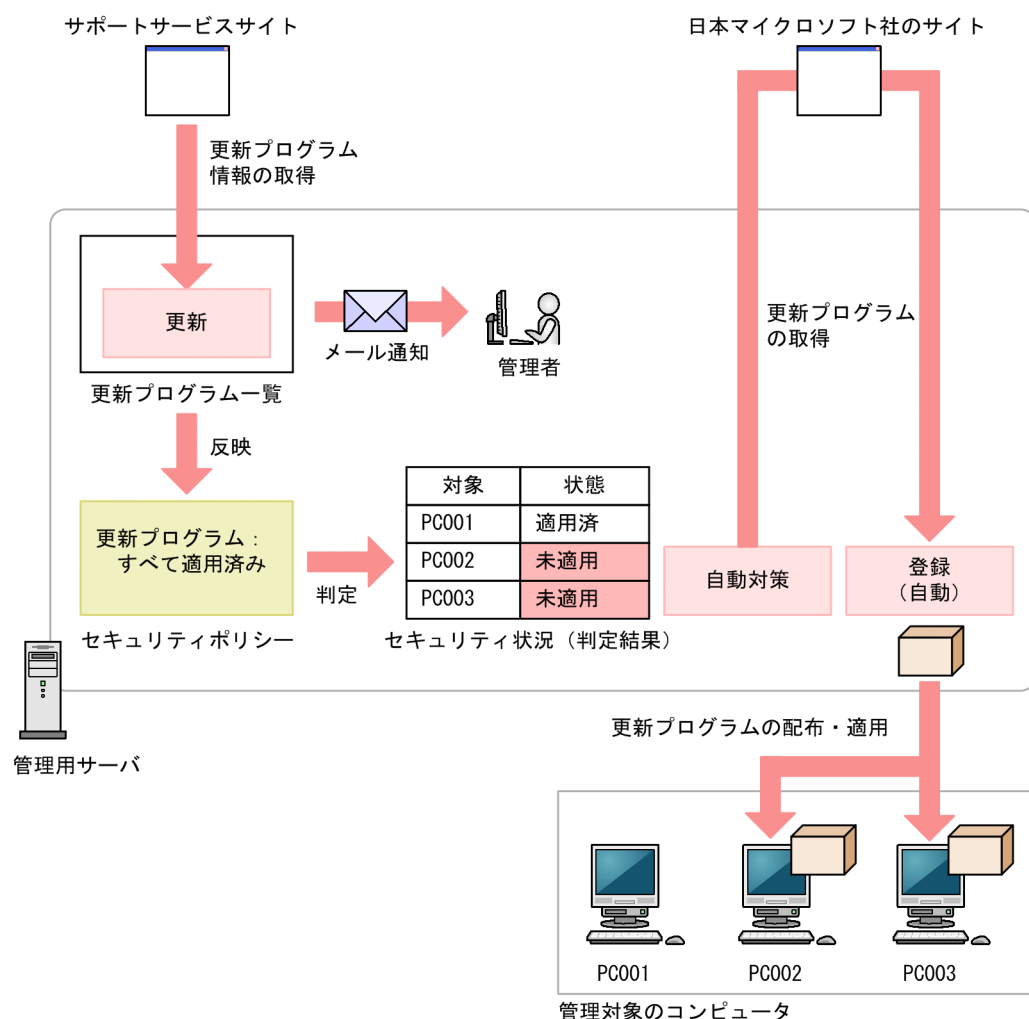 サポートサービスサイト
日本マイクロソフト社のサイト
更新プログラム
情報の取得
更新
メール通知
管理者
更新プログラム一覧
更新プログラム
の取得
反映
更新プログラム：
すべて適用済み
セキュリティポリシー
判定
対象 状態
PC001 適用済
PC002 未適用
PC003 未適用
セキュリティ状況（判定結果）
自動対策
登録
（自動）
管理用サーバ
更新プログラムの配布・適用
PC001 PC002 PC003
管理対象のコンピュータ